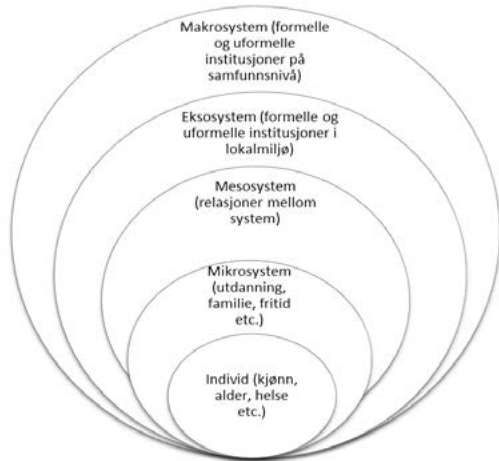 Makrosystem (formelle
og uformelle
institusjoner på
samfunnsnivå)
Eksosystem (formelle og
uformelle institusjoner i
lokalmiljø)
Mesosystem
(relasjoner mellom
system)
Mikrosystem
(utdanning,
familie, fritid
etc.)
Individ (kjønn,
alder, helse
etc.)